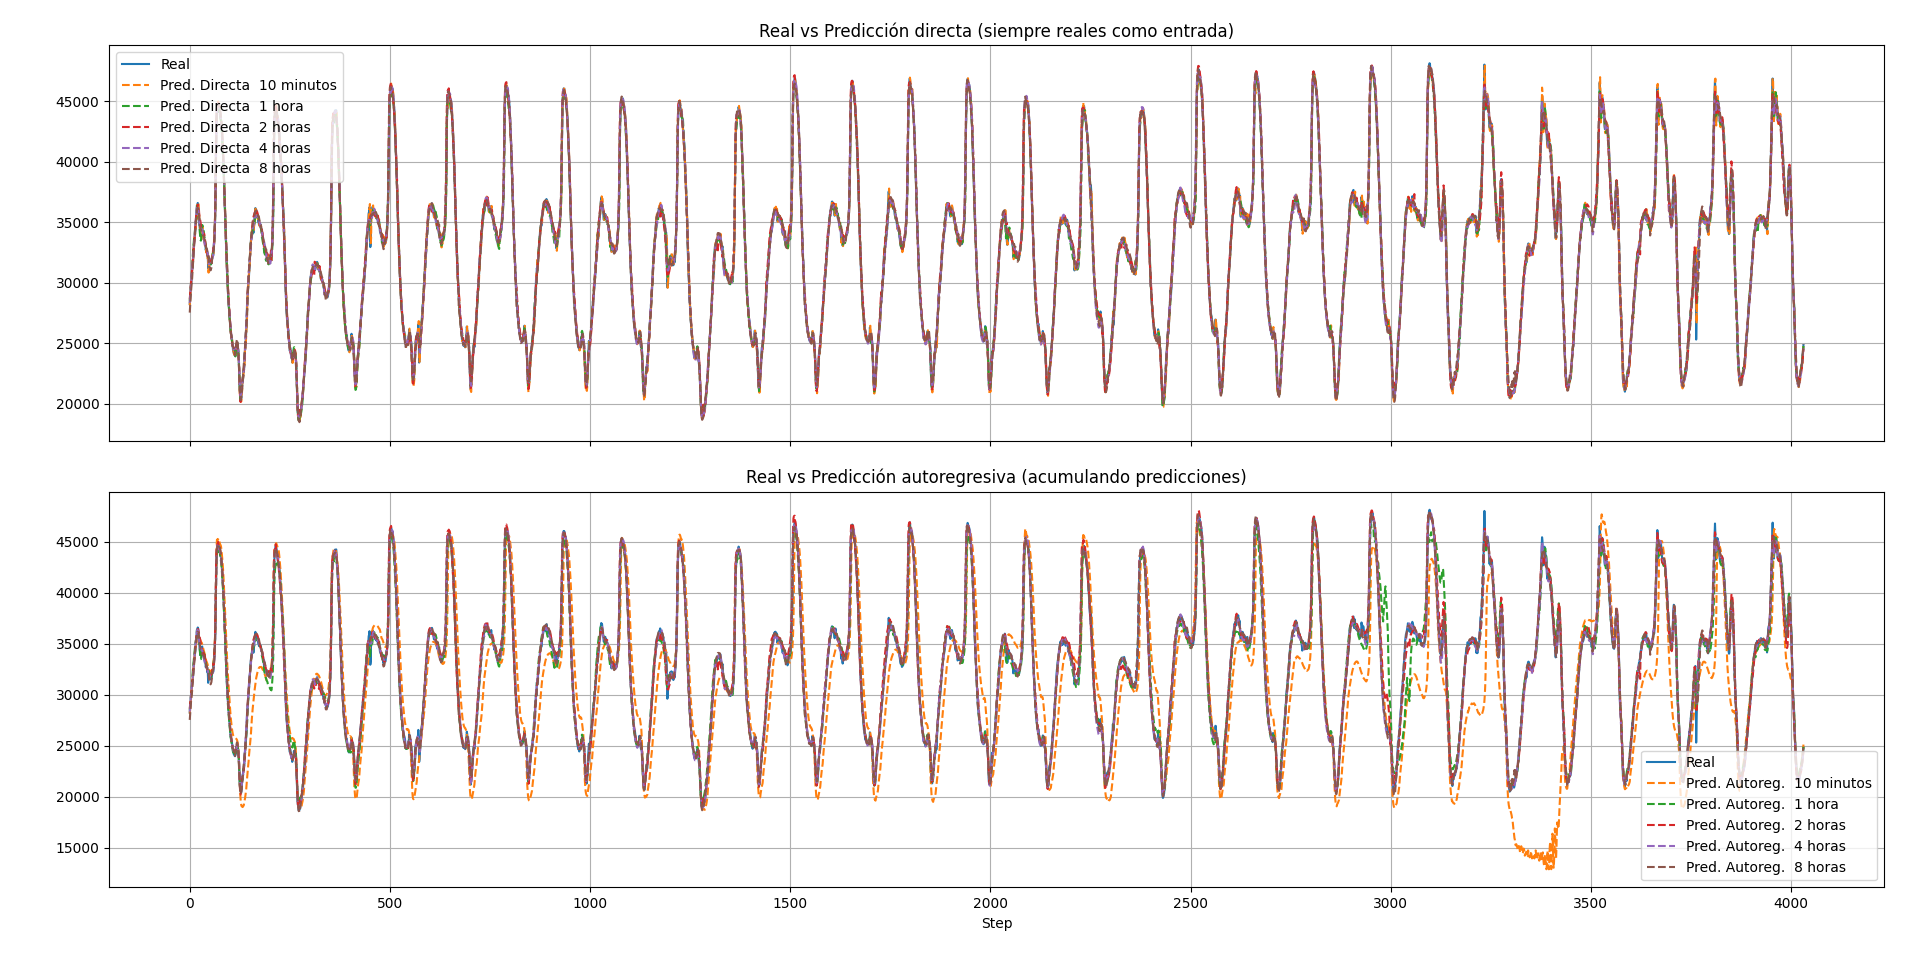 Real vs Predicción directa (siempre reales como entrada)
Real
Pred. Directa  10 minutos
Pred. Directa  1 hora
Pred. Directa  2 horas
Pred. Directa  4 horas
Pred. Directa  8 horas
45000
40000
35000
30000
25000
20000
Real vs Predicción autoregresiva (acumulando predicciones)
45000
40000
35000
30000
25000
20000
15000
Real
Pred. Autoreg.  10 minutos
Pred. Autoreg.  1 hora
Pred. Autoreg.  2 horas
Pred. Autoreg.  4 horas
Pred. Autoreg.  8 horas
0 500 1000 1500 2000 2500 3000 3500 4000
Step